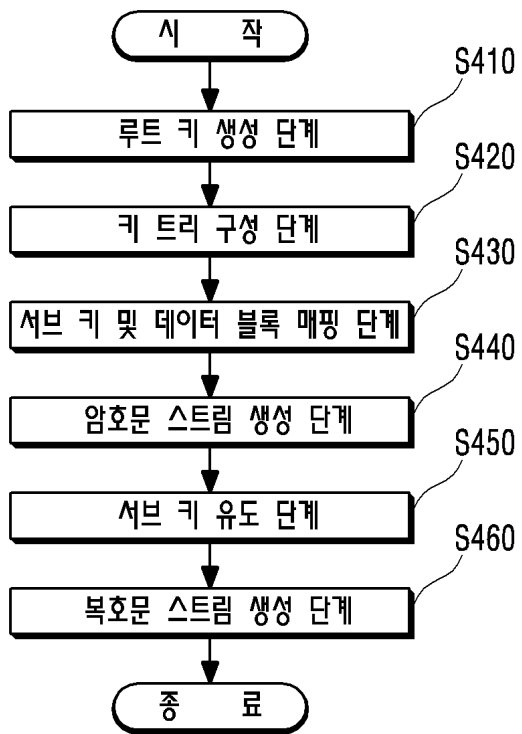 시 작
S410
루트 키 생성 단계
S420
키 트리 구성 단계
S430
서브 키 및 데이터 블록 매핑 단계
S440
암호문 스트림 생성 단계
S450
서브 키 유도 단계
S460
복호문 스트림 생성 단계
종 료